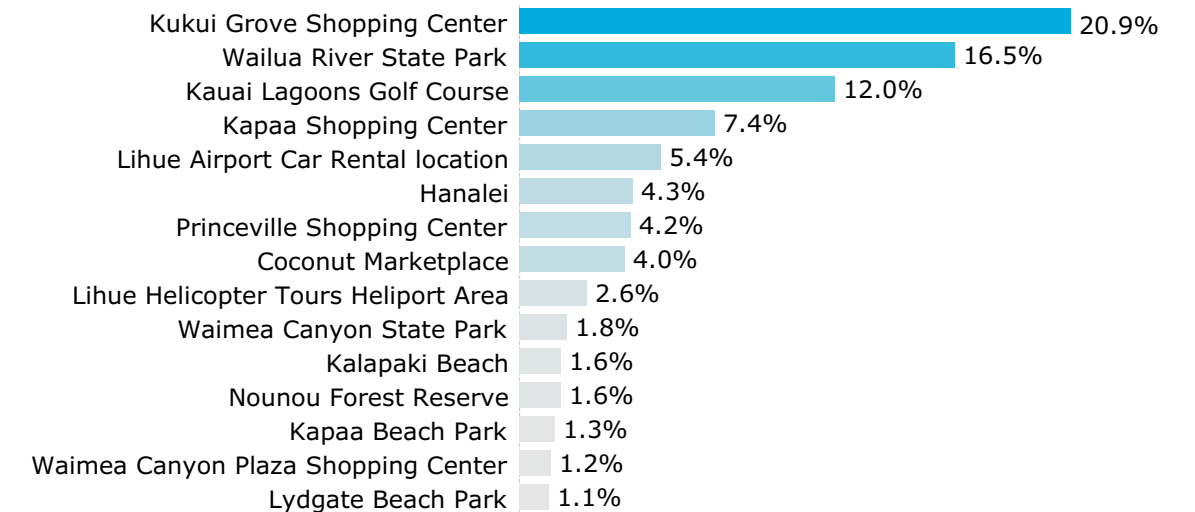 Kukui Grove Shopping Center 20.9%
Wailua River State Park 16.5%
Kauai Lagoons Golf Course 12.0%
Kapaa Shopping Center 7.4%
Lihue Airport Car Rental location 5.4%
Hanalei 4.3%
Princeville Shopping Center 4.2%
Coconut Marketplace 4.0%
Lihue Helicopter Tours Heliport Area 2.6%
Waimea Canyon State Park 1.8%
Kalapaki Beach 1.6%
Nounou Forest Reserve 1.6%
Kapaa Beach Park 1.3%
Waimea Canyon Plaza Shopping Center 1.2%
Lydgate Beach Park 1.1%